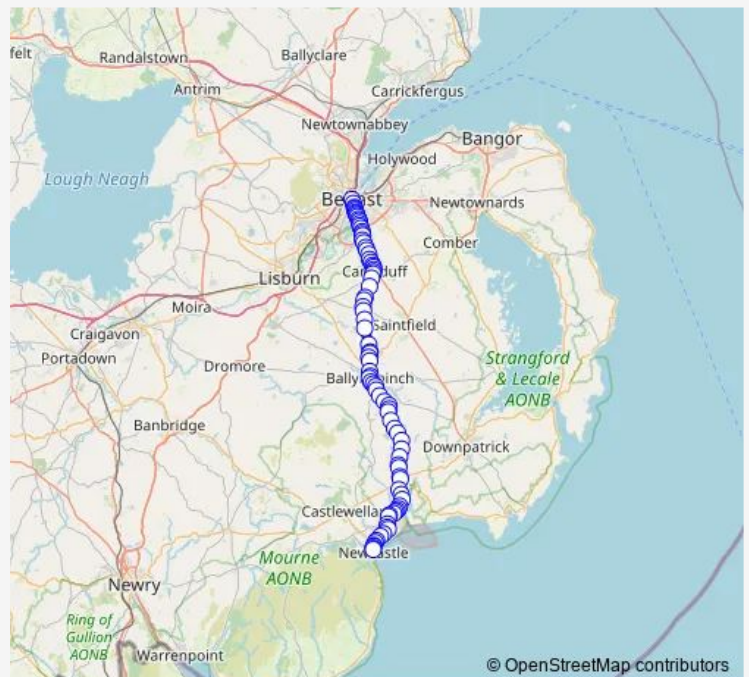 felt
Randalstown
Ballyclare
Antrim
Carrickfergus
Newtownabbey
Bangor
Holywood
Lough Neagh
Newtownards
Comber
Lisburn
Moira
Saintfield
Craigavon
Portadown
Dromore
Strangford
& Lecale
AONB
Banbridge
Downpatrick
Mourne
AONB
Newry
Ring of
Gullion
AONB
Warrenpoint
© OpenStreetMap contributors